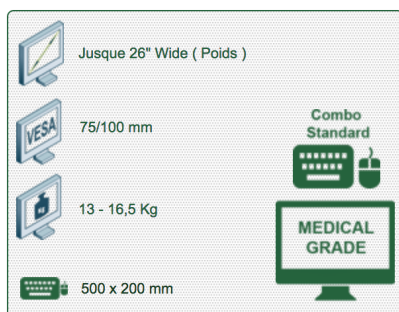 Jusque 26" Wide ( Poids )
VESA
75/100 mm
KG
13 - 16,5 Kg
500 x 200 mm
Combo
Standard
MEDICAL
GRADE